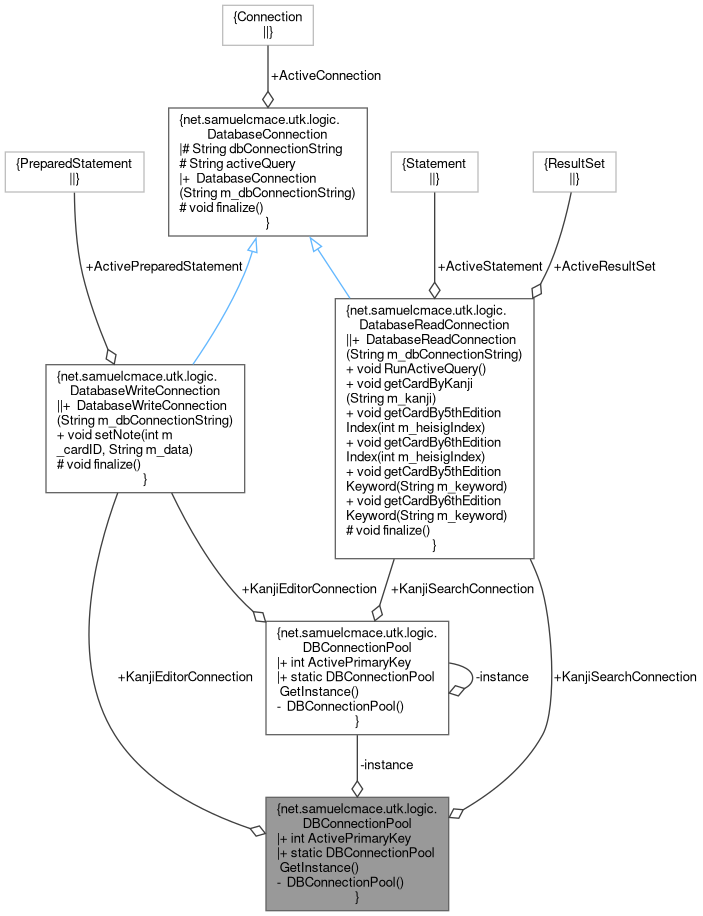 {Connection
||}
+ActiveConnection
{net.samuelcmace.utk.logic.
DatabaseConnection
|# String dbConnectionString
# String activeQuery
|+  DatabaseConnection
(String m_dbConnectionString)
# void finalize()
}
{PreparedStatement
||}
{Statement
||}
{ResultSet
||}
+ActivePreparedStatement
+ActiveStatement
+ActiveResultSet
{net.samuelcmace.utk.logic.
DatabaseReadConnection
||+  DatabaseReadConnection
(String m_dbConnectionString)
+ void RunActiveQuery()
+ void getCardByKanji
(String m_kanji)
+ void getCardBy5thEdition
Index(int m_heisigIndex)
+ void getCardBy6thEdition
Index(int m_heisigIndex)
+ void getCardBy5thEdition
Keyword(String m_keyword)
+ void getCardBy6thEdition
Keyword(String m_keyword)
# void finalize()
}
{net.samuelcmace.utk.logic.
DatabaseWriteConnection
||+  DatabaseWriteConnection
(String m_dbConnectionString)
+ void setNote(int m
_cardID, String m_data)
# void finalize()
}
+KanjiEditorConnection
+KanjiSearchConnection
{net.samuelcmace.utk.logic.
DBConnectionPool
|+ int ActivePrimaryKey
|+ static DBConnectionPool
GetInstance()
-  DBConnectionPool()
}
-instance
+KanjiEditorConnection
+KanjiSearchConnection
-instance
{net.samuelcmace.utk.logic.
DBConnectionPool
|+ int ActivePrimaryKey
|+ static DBConnectionPool
GetInstance()
-  DBConnectionPool()
}